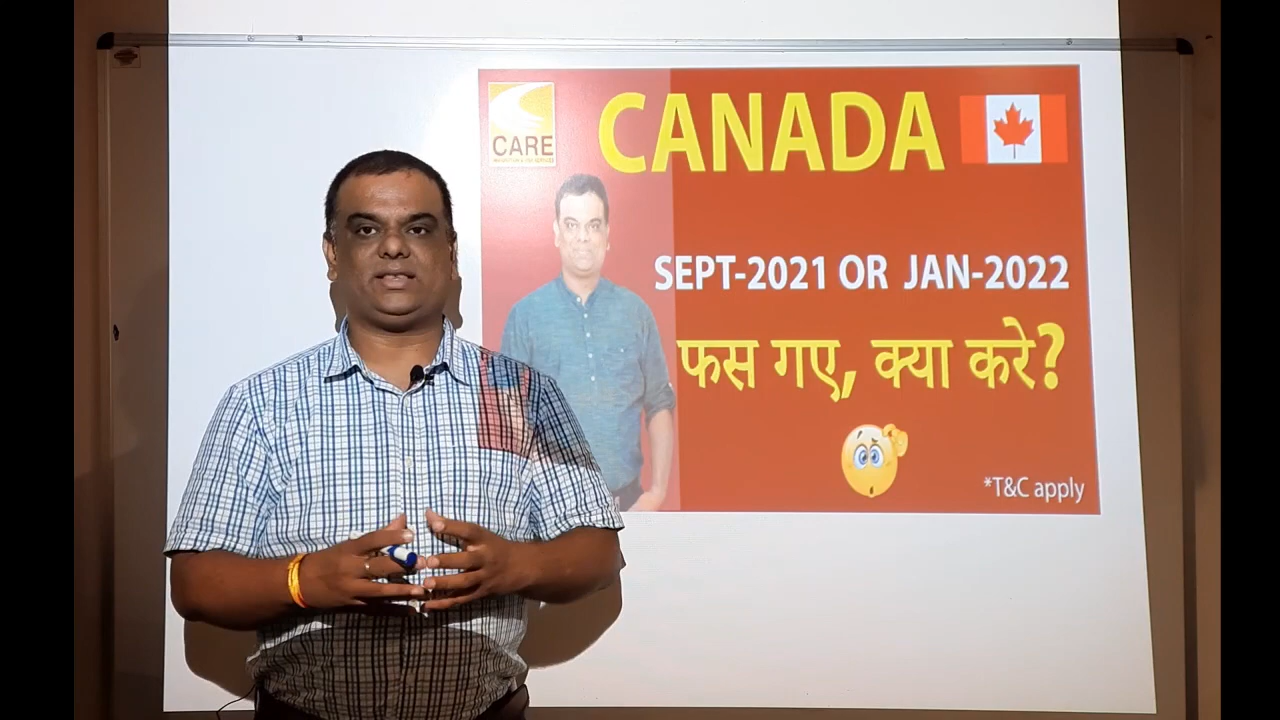 CARE
CANADA
SEPT-2021 OR JAN-2022
फस गए, क्या करे?
*T&C apply